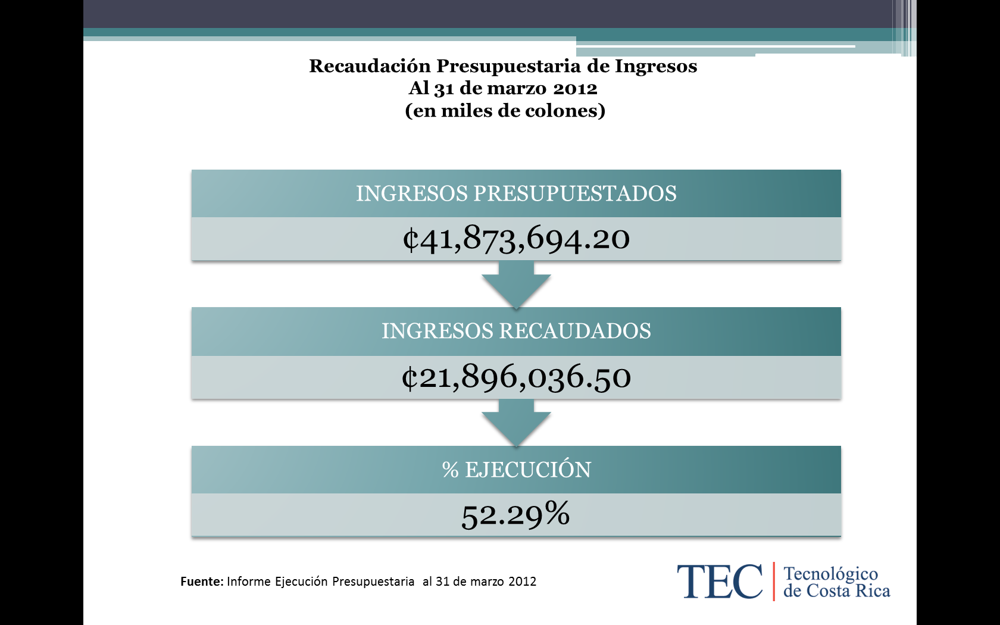 Recaudación Presupuestaria de Ingresos
Al 31 de marzo 2012
(en miles de colones)
INGRESOS PRESUPUESTADOS
¢41,873,694.20
INGRESOS RECAUDADOS
¢21,896,036.50
% EJECUCIÓN
52.29%
Fuente: Informe Ejecución Presupuestaria al 31 de marzo 2012
TEC Tecnológico
de Costa Rica